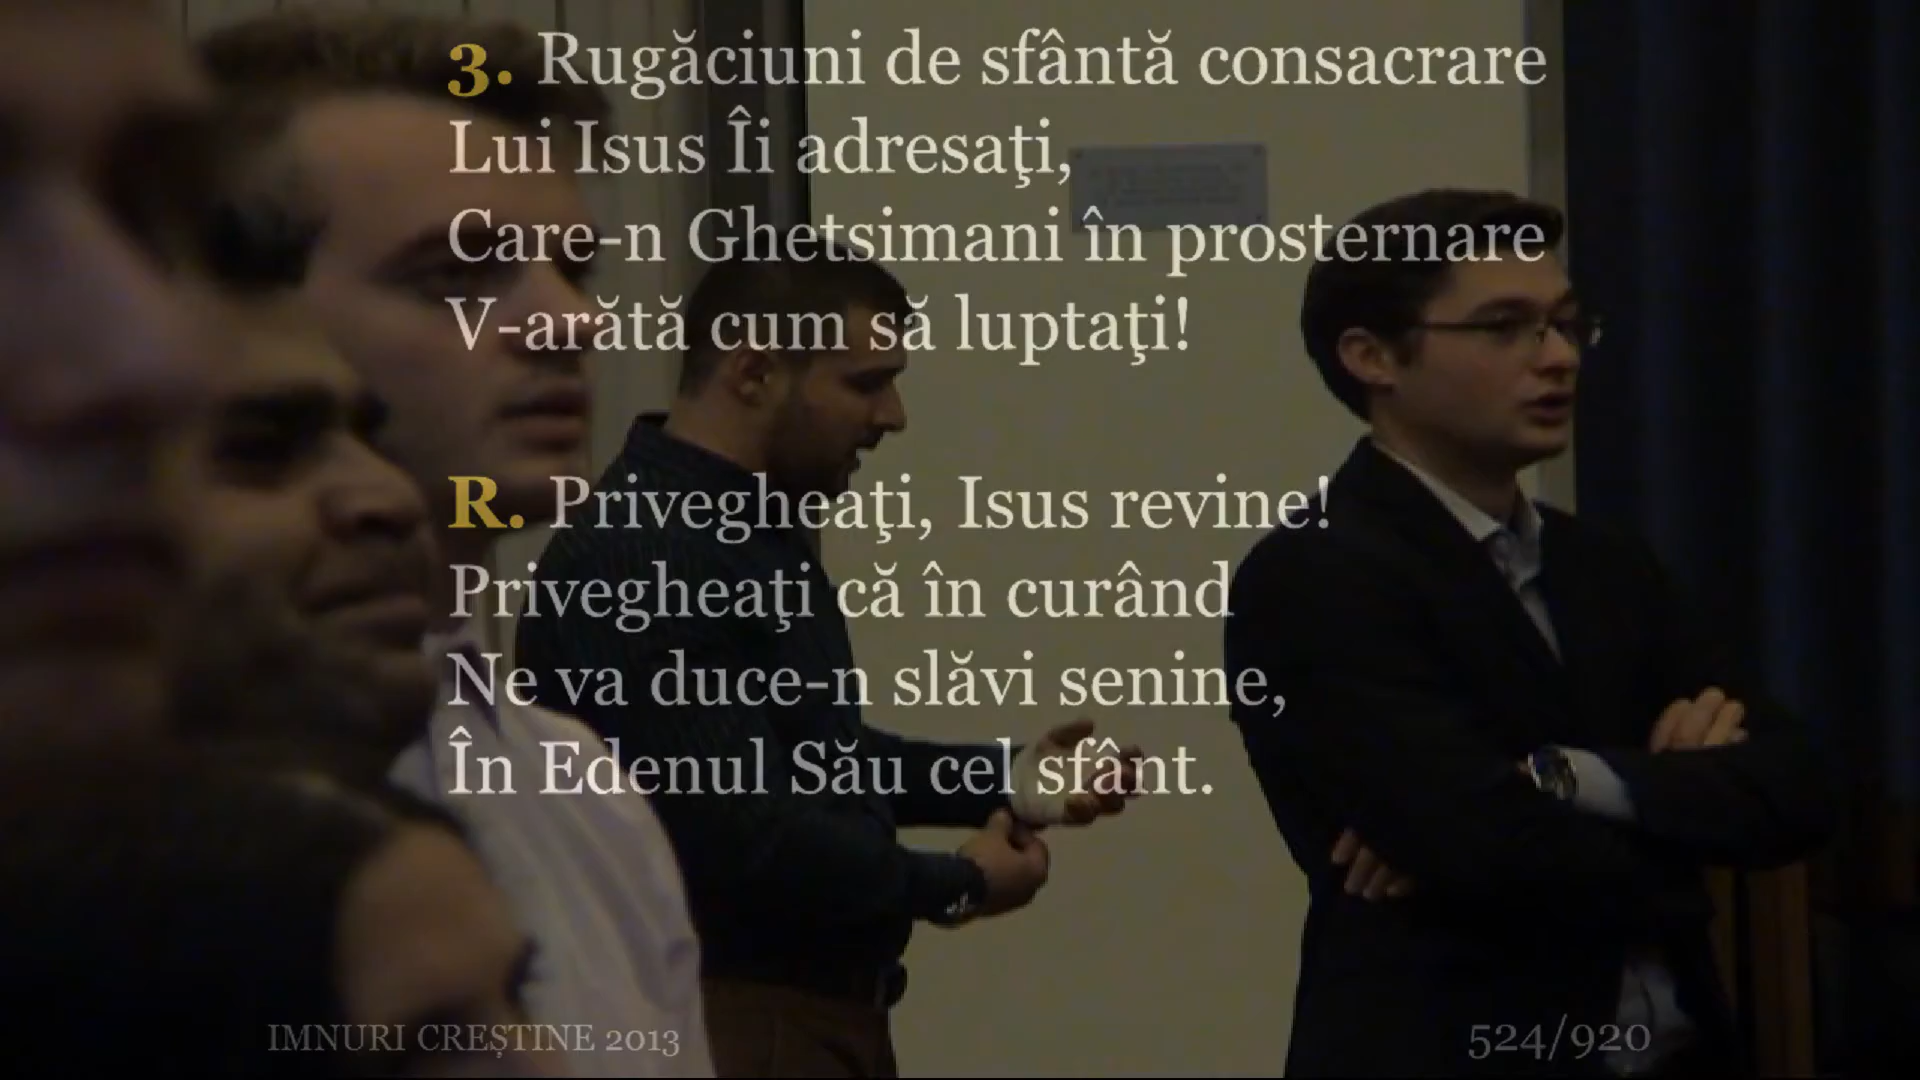 3. Rugăciuni de sfântă consacrare
Lui Isus Îi adresaţi,
Care-n Ghetsimani în prosternare
V-arătă cum să luptaţi!
R. Privegheaţi, Isus revine!
Privegheaţi că în curând
Ne va duce-n slăvi senine,
În Edenul Său cel sfânt.
IMNURI CREȘTINE 2013
524/920